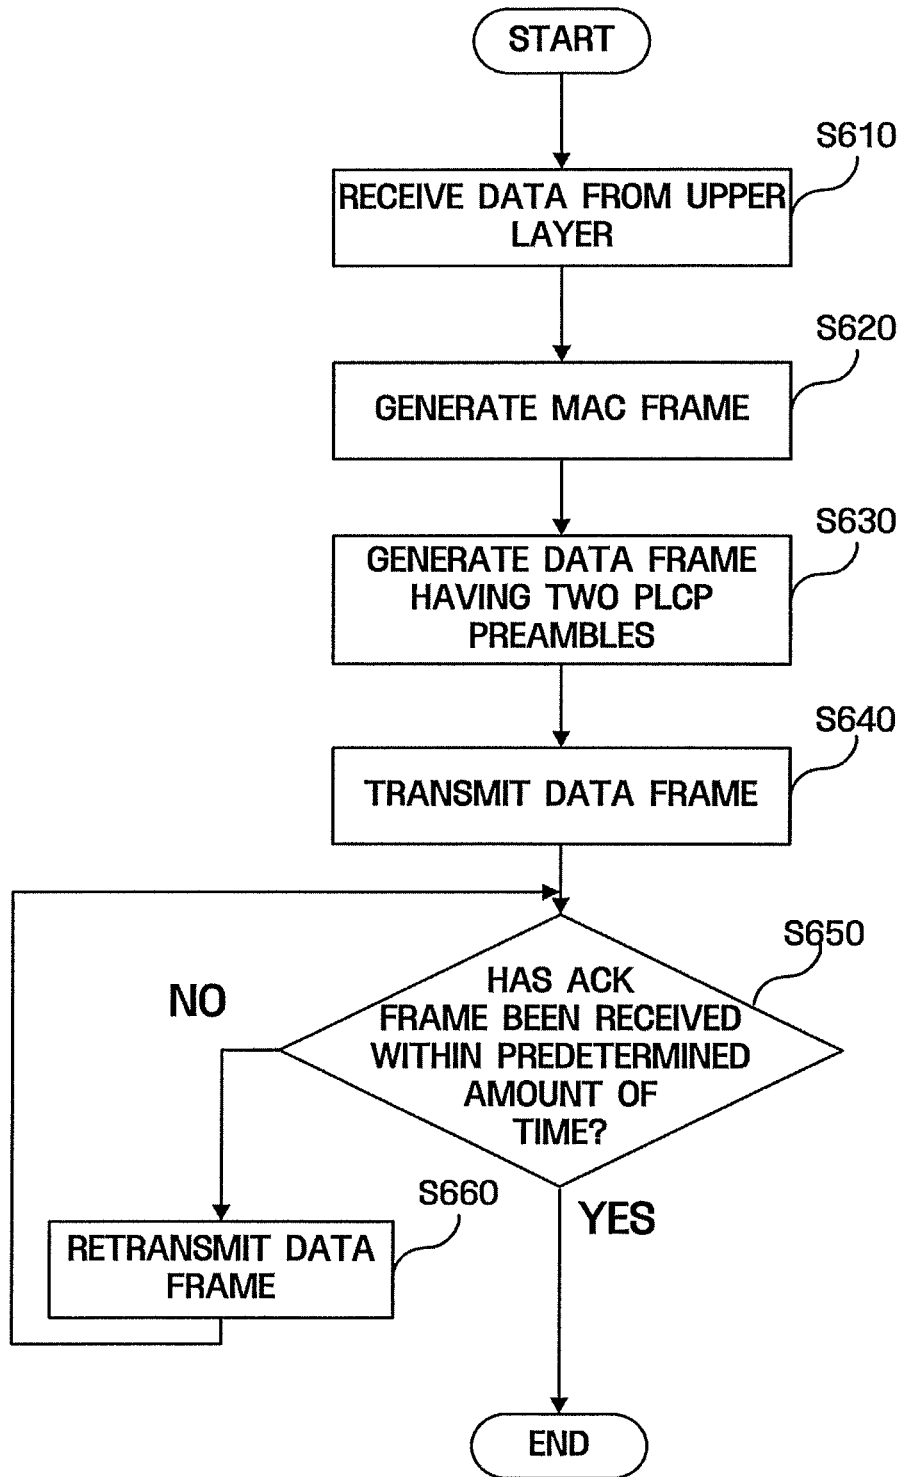 START
S610
RECEIVE DATA FROM UPPER
LAYER
S620
GENERATE MAC FRAME
S630
GENERATE DATA FRAME
HAVING TWO PLCP
PREAMBLES
S640
TRANSMIT DATA FRAME
S650
HAS ACK
FRAME BEEN RECEIVED
WITHIN PREDETERMINED
AMOUNT OF
TIME?
NO
S660
YES
RETRANSMIT DATA
FRAME
END